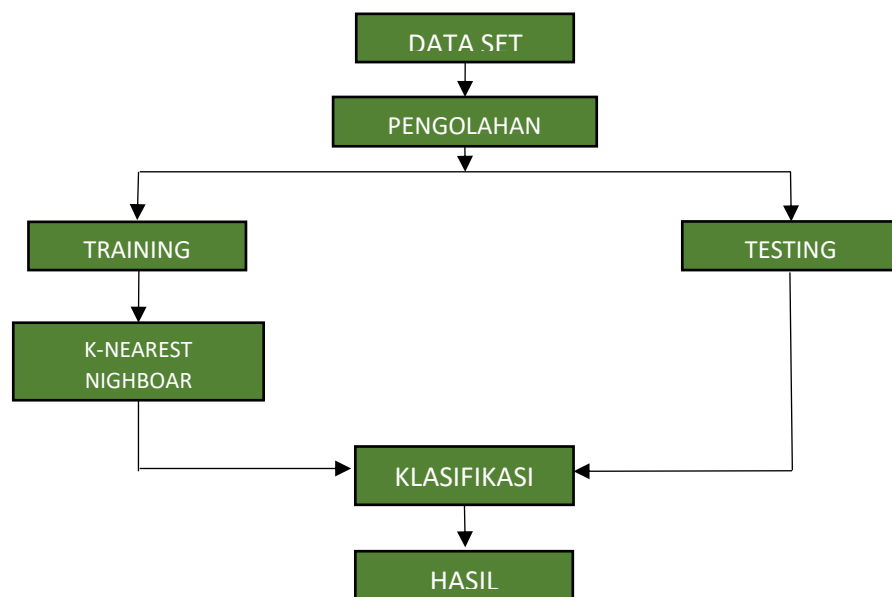 DATA SET
PENGOLAHAN
TRAINING
TESTING
K-NEAREST
NIGHBOAR
KLASIFIKASI
HASIL